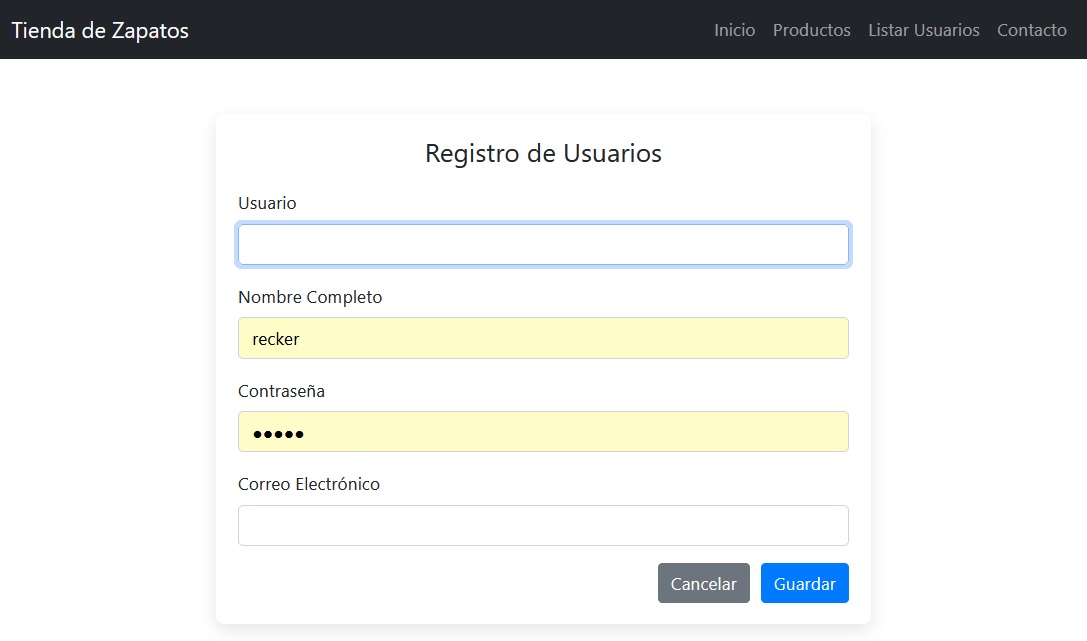 Tienda de Zapatos
Inicio Productos Listar Usuarios Contacto
Registro de Usuarios
Usuario
Nombre Completo
recker
Contraseña
•••••
Correo Electrónico
Cancelar Guardar